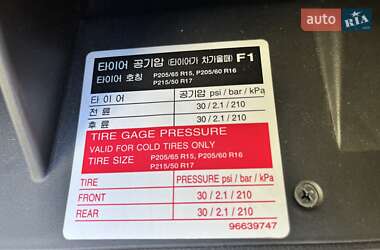 auto RIA
타이어 공기압 (타이어가 차가울때) F1
타이어 호칭 P205/65 R15, P205/60 R16
P215/50 R17
타 이 어 공기압 psi / bar / kPa
전 륜 30 / 2.1 / 210
후 륜 30 / 2.1 / 210
TIRE GAGE PRESSURE
VALID FOR COLD TIRES ONLY
TIRE SIZE P205/65 R15, P205/60 R16
P215/50 R17
TIRE PRESSURE psi / bar / kPa
FRONT 30 / 2.1 / 210
REAR 30 / 2.1 / 210
96639747